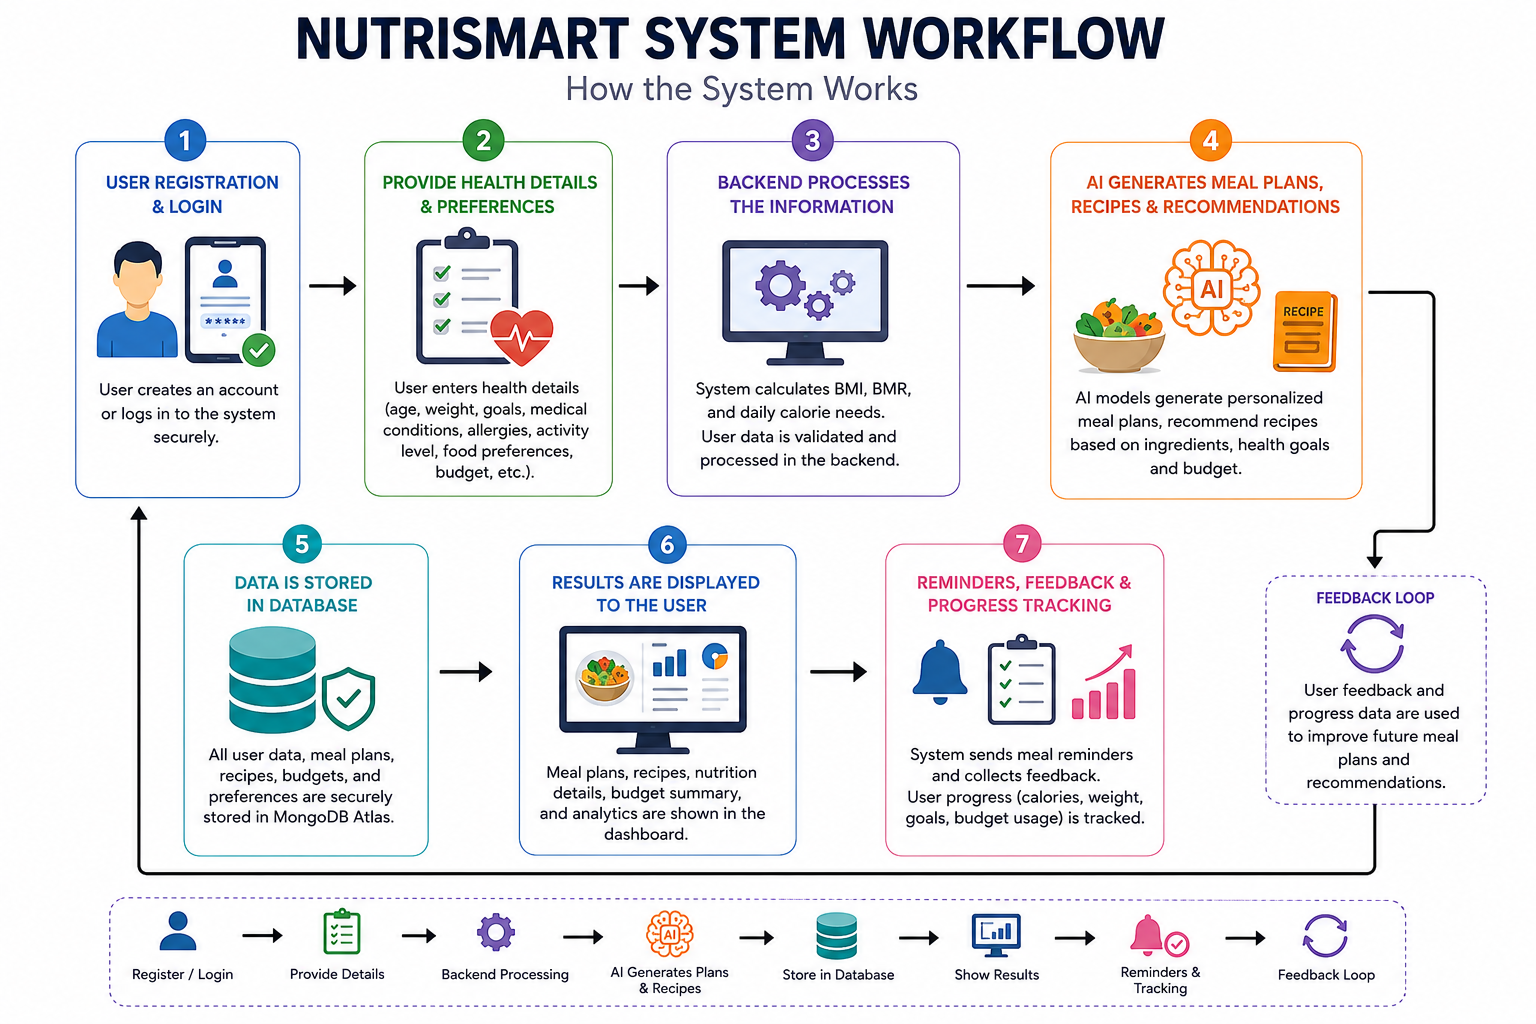 NUTRISMART SYSTEM WORKFLOW
How the System Works
1
USER REGISTRATION
& LOGIN
*****
User creates an account
or logs in to the system
securely.
2
PROVIDE HEALTH DETAILS
& PREFERENCES
User enters health details
(age, weight, goals, medical
conditions, allergies, activity
level, food preferences,
budget, etc.).
3
BACKEND PROCESSES
THE INFORMATION
System calculates BMI, BMR,
and daily calorie needs.
User data is validated and
processed in the backend.
4
AI GENERATES MEAL PLANS,
RECIPES & RECOMMENDATIONS
AI
RECIPE
AI models generate personalized
meal plans, recommend recipes
based on ingredients, health goals
and budget.
5
DATA IS STORED
IN DATABASE
All user data, meal plans,
recipes, budgets, and
preferences are securely
stored in MongoDB Atlas.
6
RESULTS ARE DISPLAYED
TO THE USER
Meal plans, recipes, nutrition
details, budget summary,
and analytics are shown in the
dashboard.
7
REMINDERS, FEEDBACK &
PROGRESS TRACKING
System sends meal reminders
and collects feedback.
User progress (calories, weight,
goals, budget usage) is tracked.
FEEDBACK LOOP
User feedback and
progress data are used
to improve future meal
plans and
recommendations.
Register / Login
Provide Details
Backend Processing
AI
AI Generates Plans
& Recipes
Store in Database
Show Results
Reminders &
Tracking
Feedback Loop